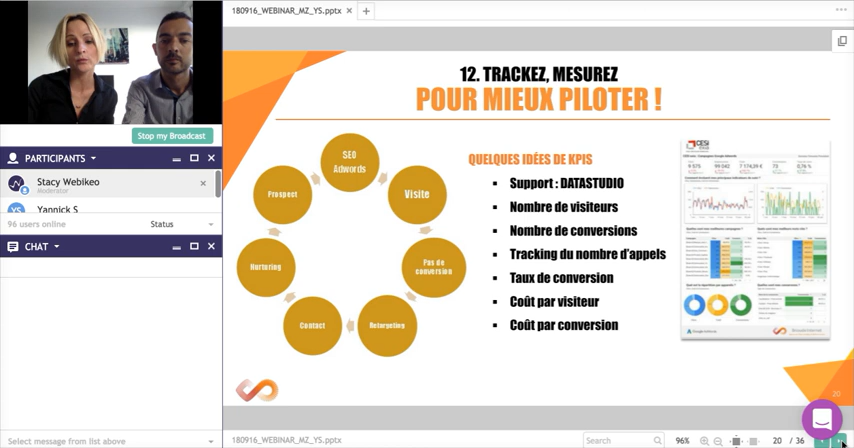 180916_WEBINAR_MZ_YS.pptx
Stop my Broadcast
PARTICIPANTS
Stacy Webikeo
Moderator
YS
Yannick S
96 users online
Status
CHAT
Select message from list above
12. TRACKEZ, MESUREZ
POUR MIEUX PILOTER !
SEO
Adwords
Visite
Pas de
conversion
Retargeting
Contact
Nurturing
Prospect
QUELQUES IDÉES DE KPIS
▪ Support : DATASTUDIO
▪ Nombre de visiteurs
▪ Nombre de conversions
▪ Tracking du nombre d'appels
▪ Taux de conversion
▪ Coût par visiteur
▪ Coût par conversion
CESI
20
180916_WEBINAR_MZ_YS.pptx
Search
96%
20 / 36